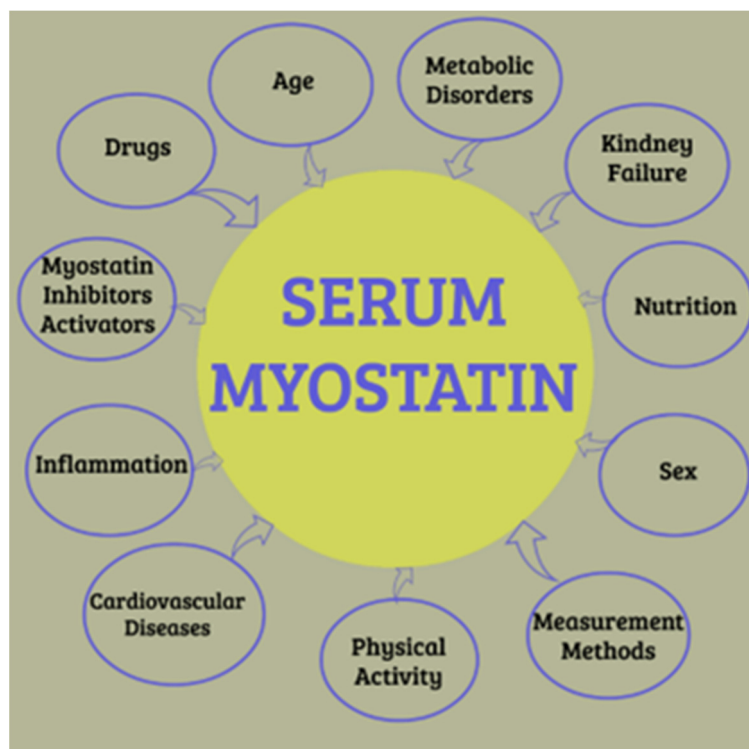 Age
Metabolic
Disorders
Drugs
Kindney
Failure
Myostatin
Inhibitors
Activators
Nutrition
SERUM
MYOSTATIN
Inflammation
Sex
Cardiovascular
Diseases
Physical
Activity
Measurement
Methods